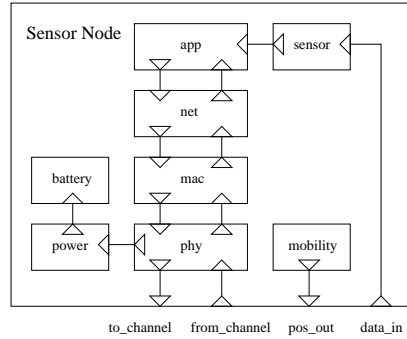 Sensor Node
app
sensor
net
mac
battery
power
phy
mobility
to_channel from_channel pos_out data_in